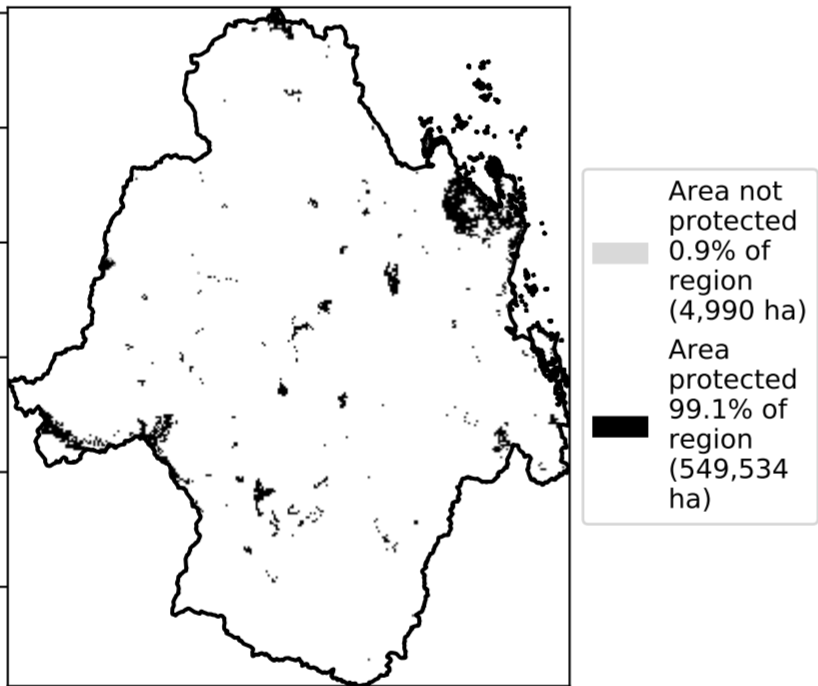 Area not
protected
0.9% of
region
(4,990 ha)
Area
protected
99.1% of
region
(549,534
ha)